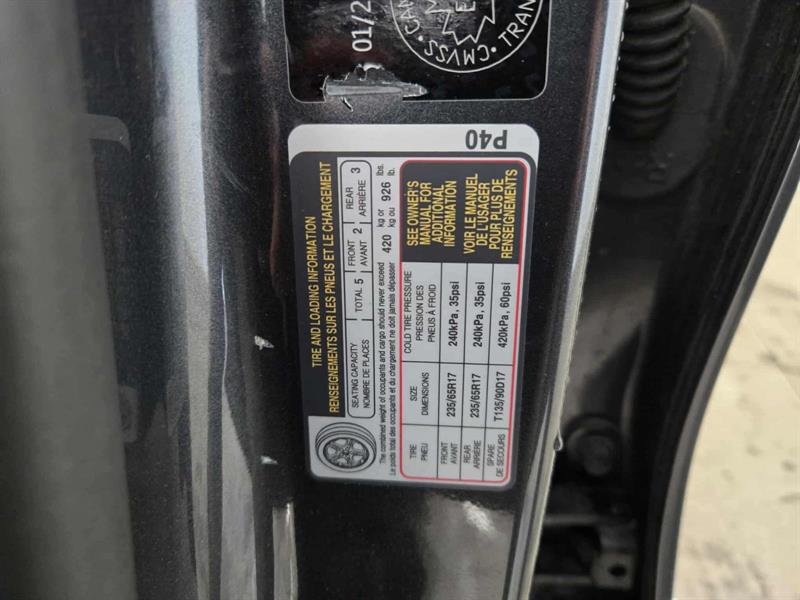 01/2
CMVSS
TRAN
CAN
P40
TIRE AND LOADING INFORMATION
RENSEIGNEMENTS SUR LES PNEUS ET LE CHARGEMENT
SEATING CAPACITY TOTAL 5 FRONT 2 REAR 3
NOMBRE DE PLACES AVANT ARRIÈRE
The combined weight of occupants and cargo should never exceed 420 kg or 926 lbs.
Le poids total des occupants et du chargement ne doit jamais dépasser kg ou lb.
TIRE SIZE COLD TIRE PRESSURE
PNEU DIMENSIONS PRESSION DES PNEUS À FROID
FRONT AVANT 235/65R17 240kPa, 35psi
REAR ARRIÈRE 235/65R17 240kPa, 35psi
SPARE DE SECOURS T135/90D17 420kPa, 60psi
SEE OWNER'S
MANUAL FOR
ADDITIONAL
INFORMATION
VOIR LE MANUEL
DE L'USAGER
POUR PLUS DE
RENSEIGNEMENTS